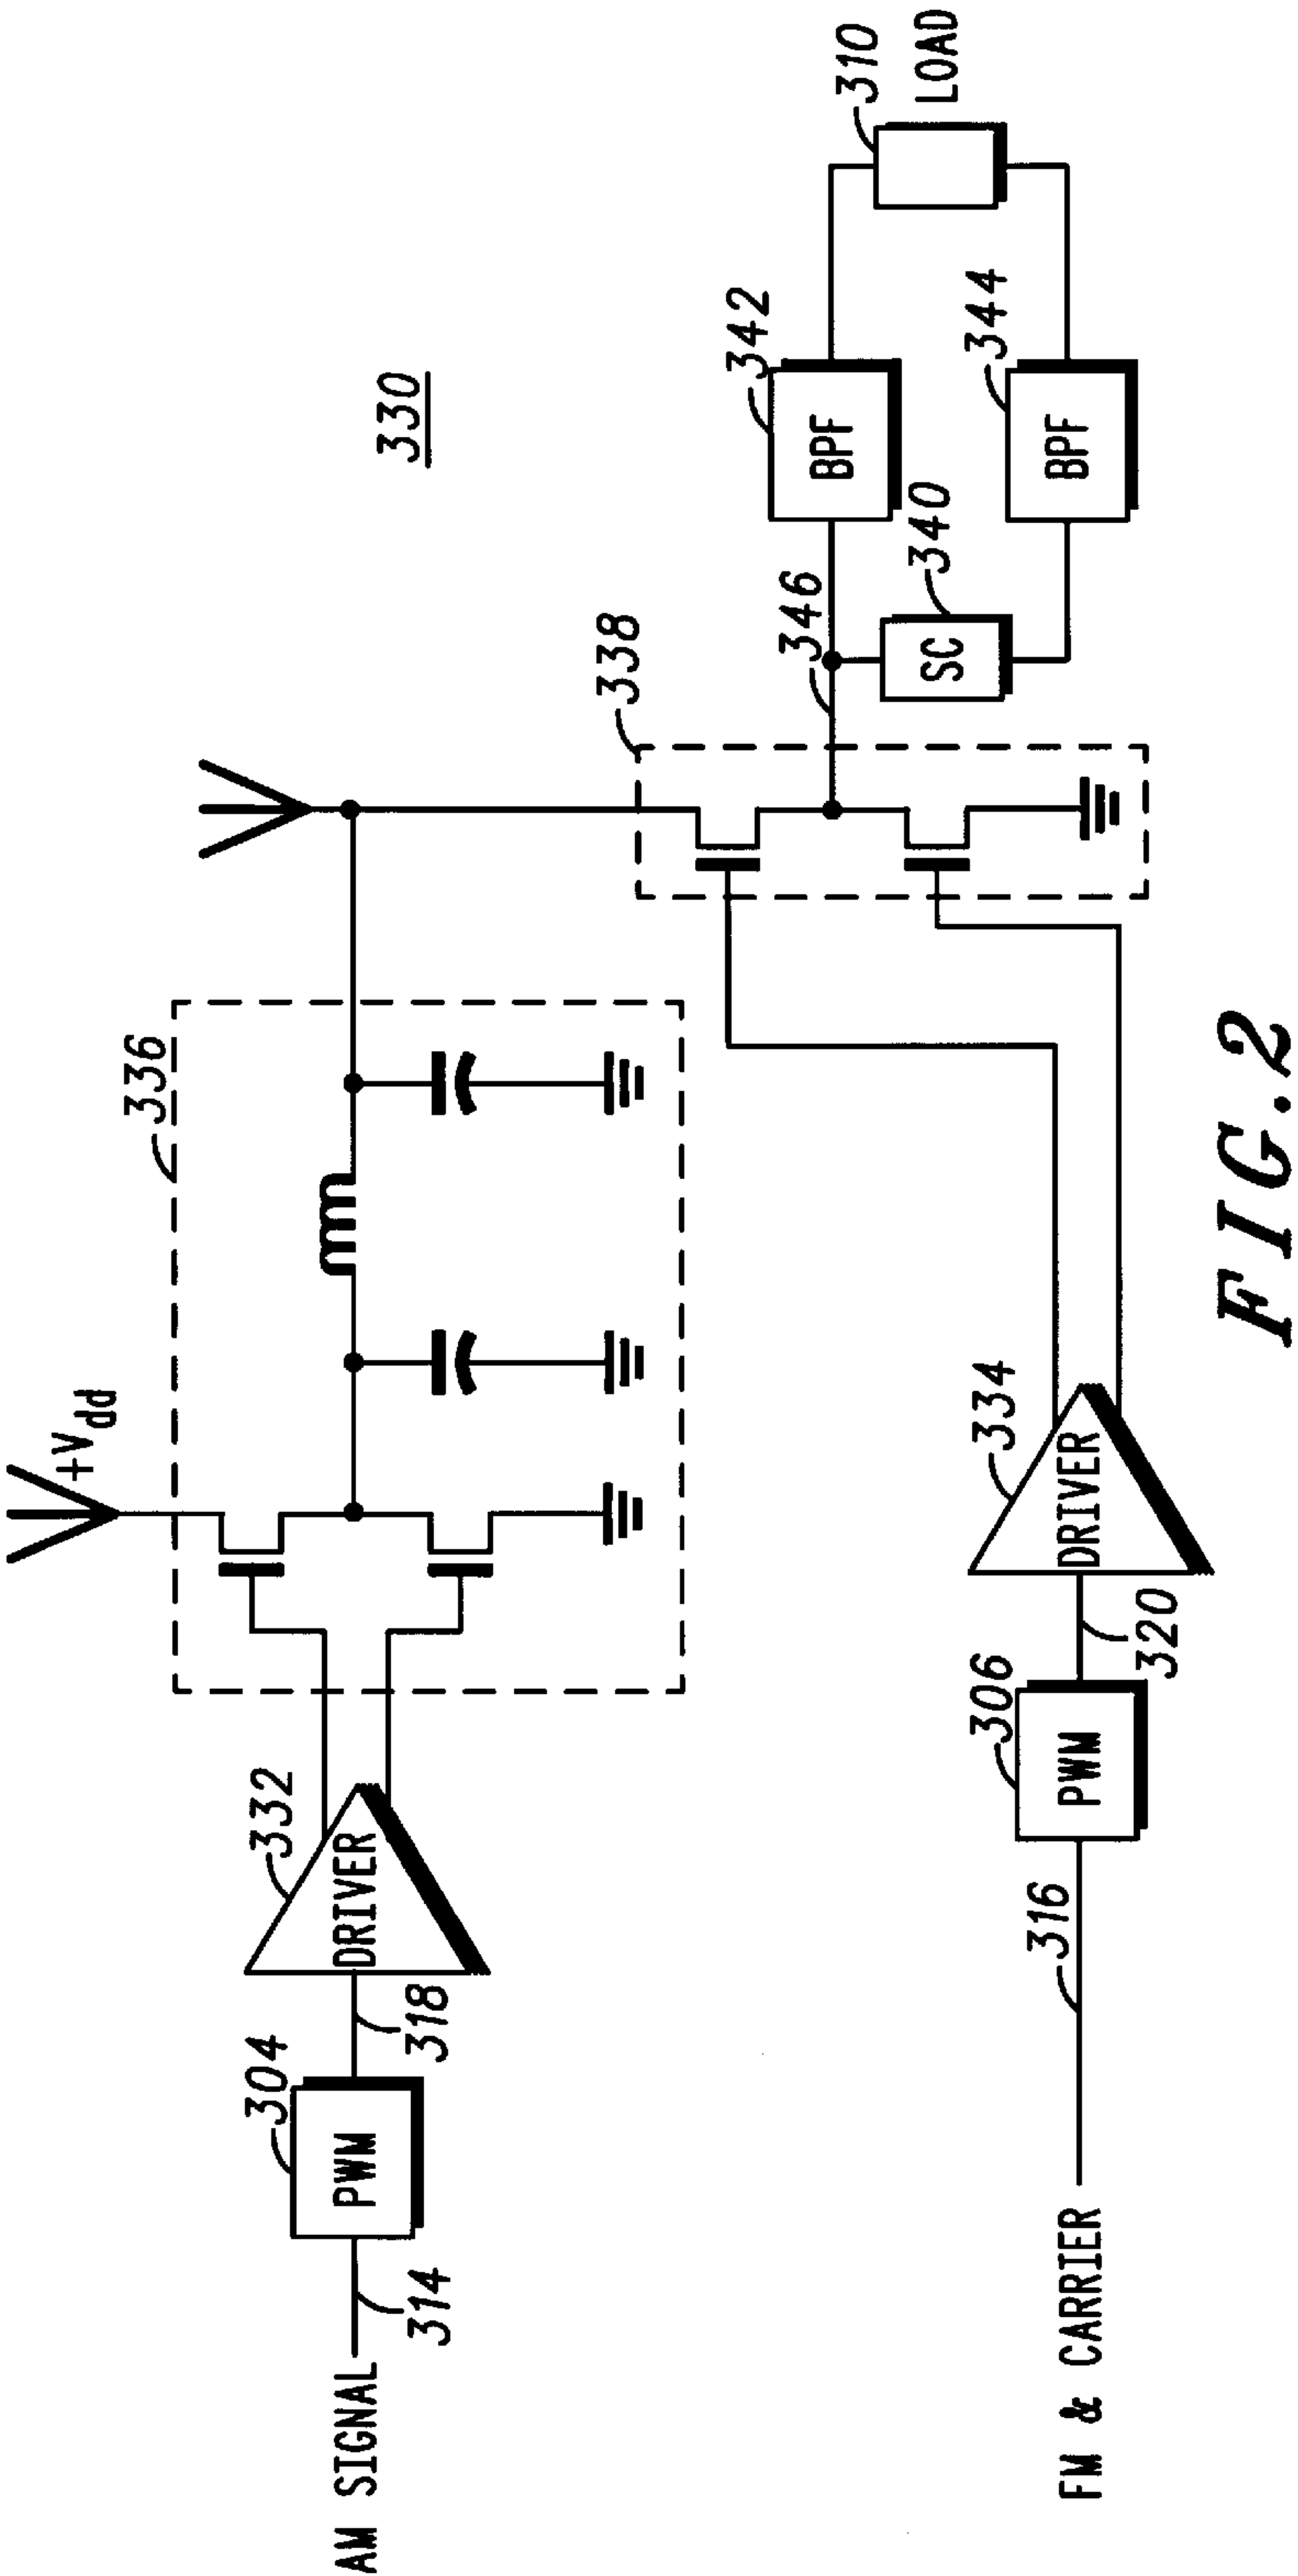 330
+Vdd
336
332
DRIVER
304
PWM
318
314
AM SIGNAL
338
346
342
BPF
310
LOAD
340
SC
344
BPF
334
DRIVER
320
306
PWM
316
FM & CARRIER
FIG.2